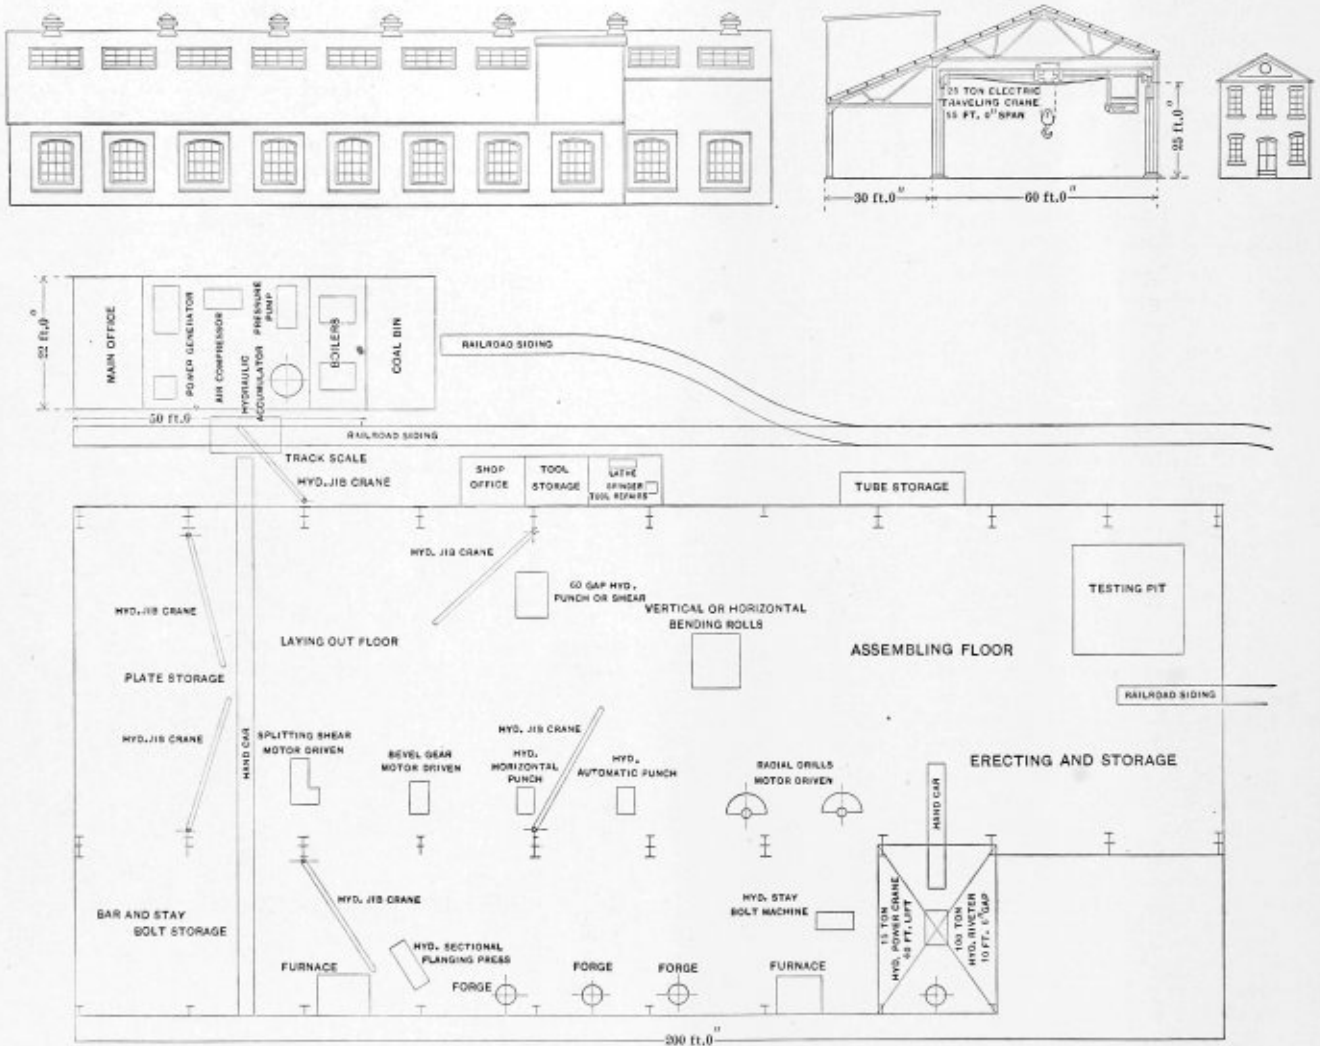 25 TON ELECTRIC
TRAVELING CRANE
55 FT. 0" SPAN
25 ft.0"
30 ft.0"
60 ft.0"
22 ft.0"
MAIN OFFICE
POWER GENERATOR
AIR COMPRESSOR
HYDRAULIC
ACCUMULATOR
PRESSURE
PUMP
BOILERS
COAL BIN
RAILROAD SIDING
50 ft.0"
RAILROAD SIDING
TRACK SCALE
HYD. JIB CRANE
SHOP
OFFICE
TOOL
STORAGE
LATHE
GRINDER
TOOL REPAIRS
TUBE STORAGE
HYD. JIB CRANE
60 GAP HYD.
PUNCH OR SHEAR
TESTING PIT
HYD. JIB CRANE
VERTICAL OR HORIZONTAL
BENDING ROLLS
LAYING OUT FLOOR
ASSEMBLING FLOOR
PLATE STORAGE
RAILROAD SIDING
HYD. JIB CRANE
HAND CAR
SPLITTING SHEAR
MOTOR DRIVEN
BEVEL GEAR
MOTOR DRIVEN
HYD. JIB CRANE
HYD.
HORIZONTAL
PUNCH
HYD.
AUTOMATIC PUNCH
RADIAL DRILLS
MOTOR DRIVEN
ERECTING AND STORAGE
HAND CAR
HYD. JIB CRANE
HYD. STAY
BOLT MACHINE
15 TON
HYD. POWER CRANE
60 FT. LIFT
100 TON
HYD. RIVETER
10 FT. 6" GAP
BAR AND STAY
BOLT STORAGE
HYD. SECTIONAL
FLANGING PRESS
FURNACE
FORGE
FORGE
FORGE
FURNACE
200 ft.0"